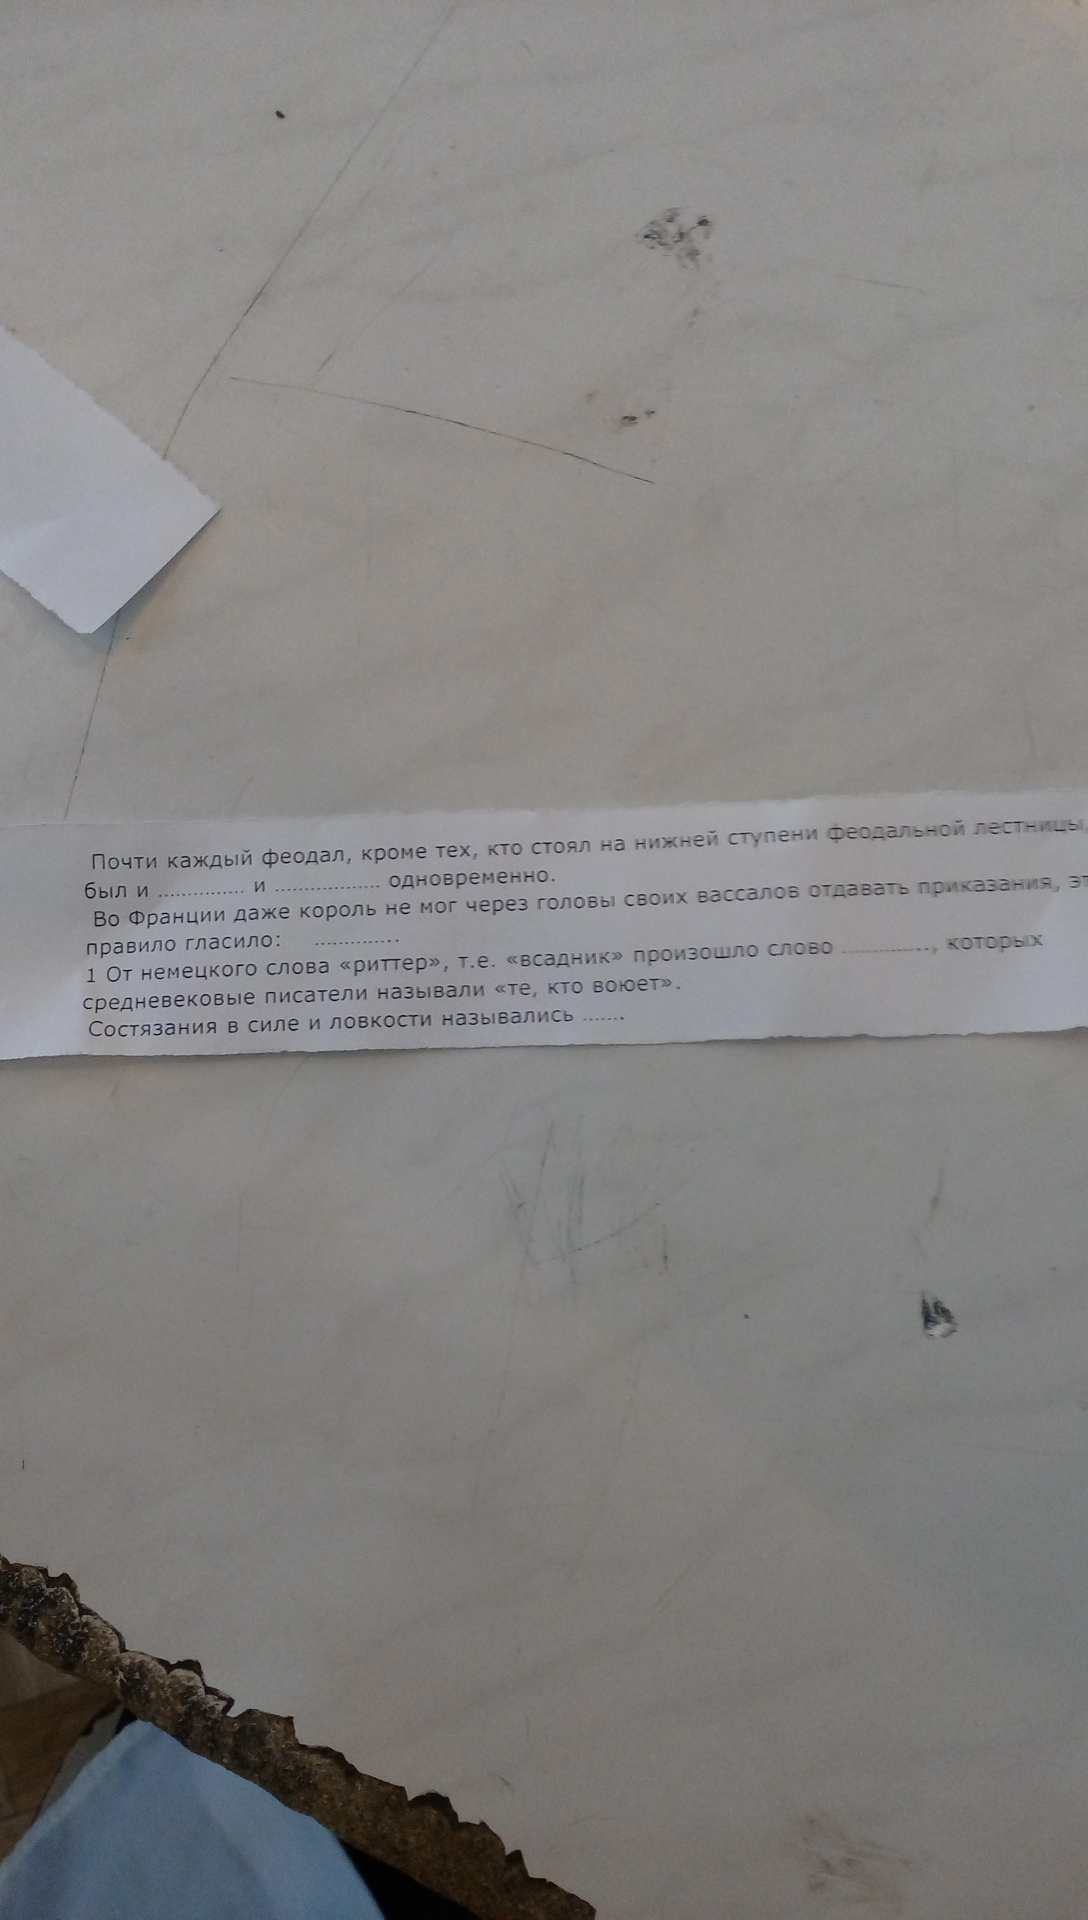 Почти каждый феодал, кроме тех, кто стоял на нижней ступени феодальной лестницы,
был и .............. и ................. одновременно.
Во Франции даже король не мог через головы своих вассалов отдавать приказания, эт
правило гласило: ..............
1 От немецкого слова «риттер», т.е. «всадник» произошло слово .............., которых
средневековые писатели называли «те, кто воюет».
Состязания в силе и ловкости назывались .......